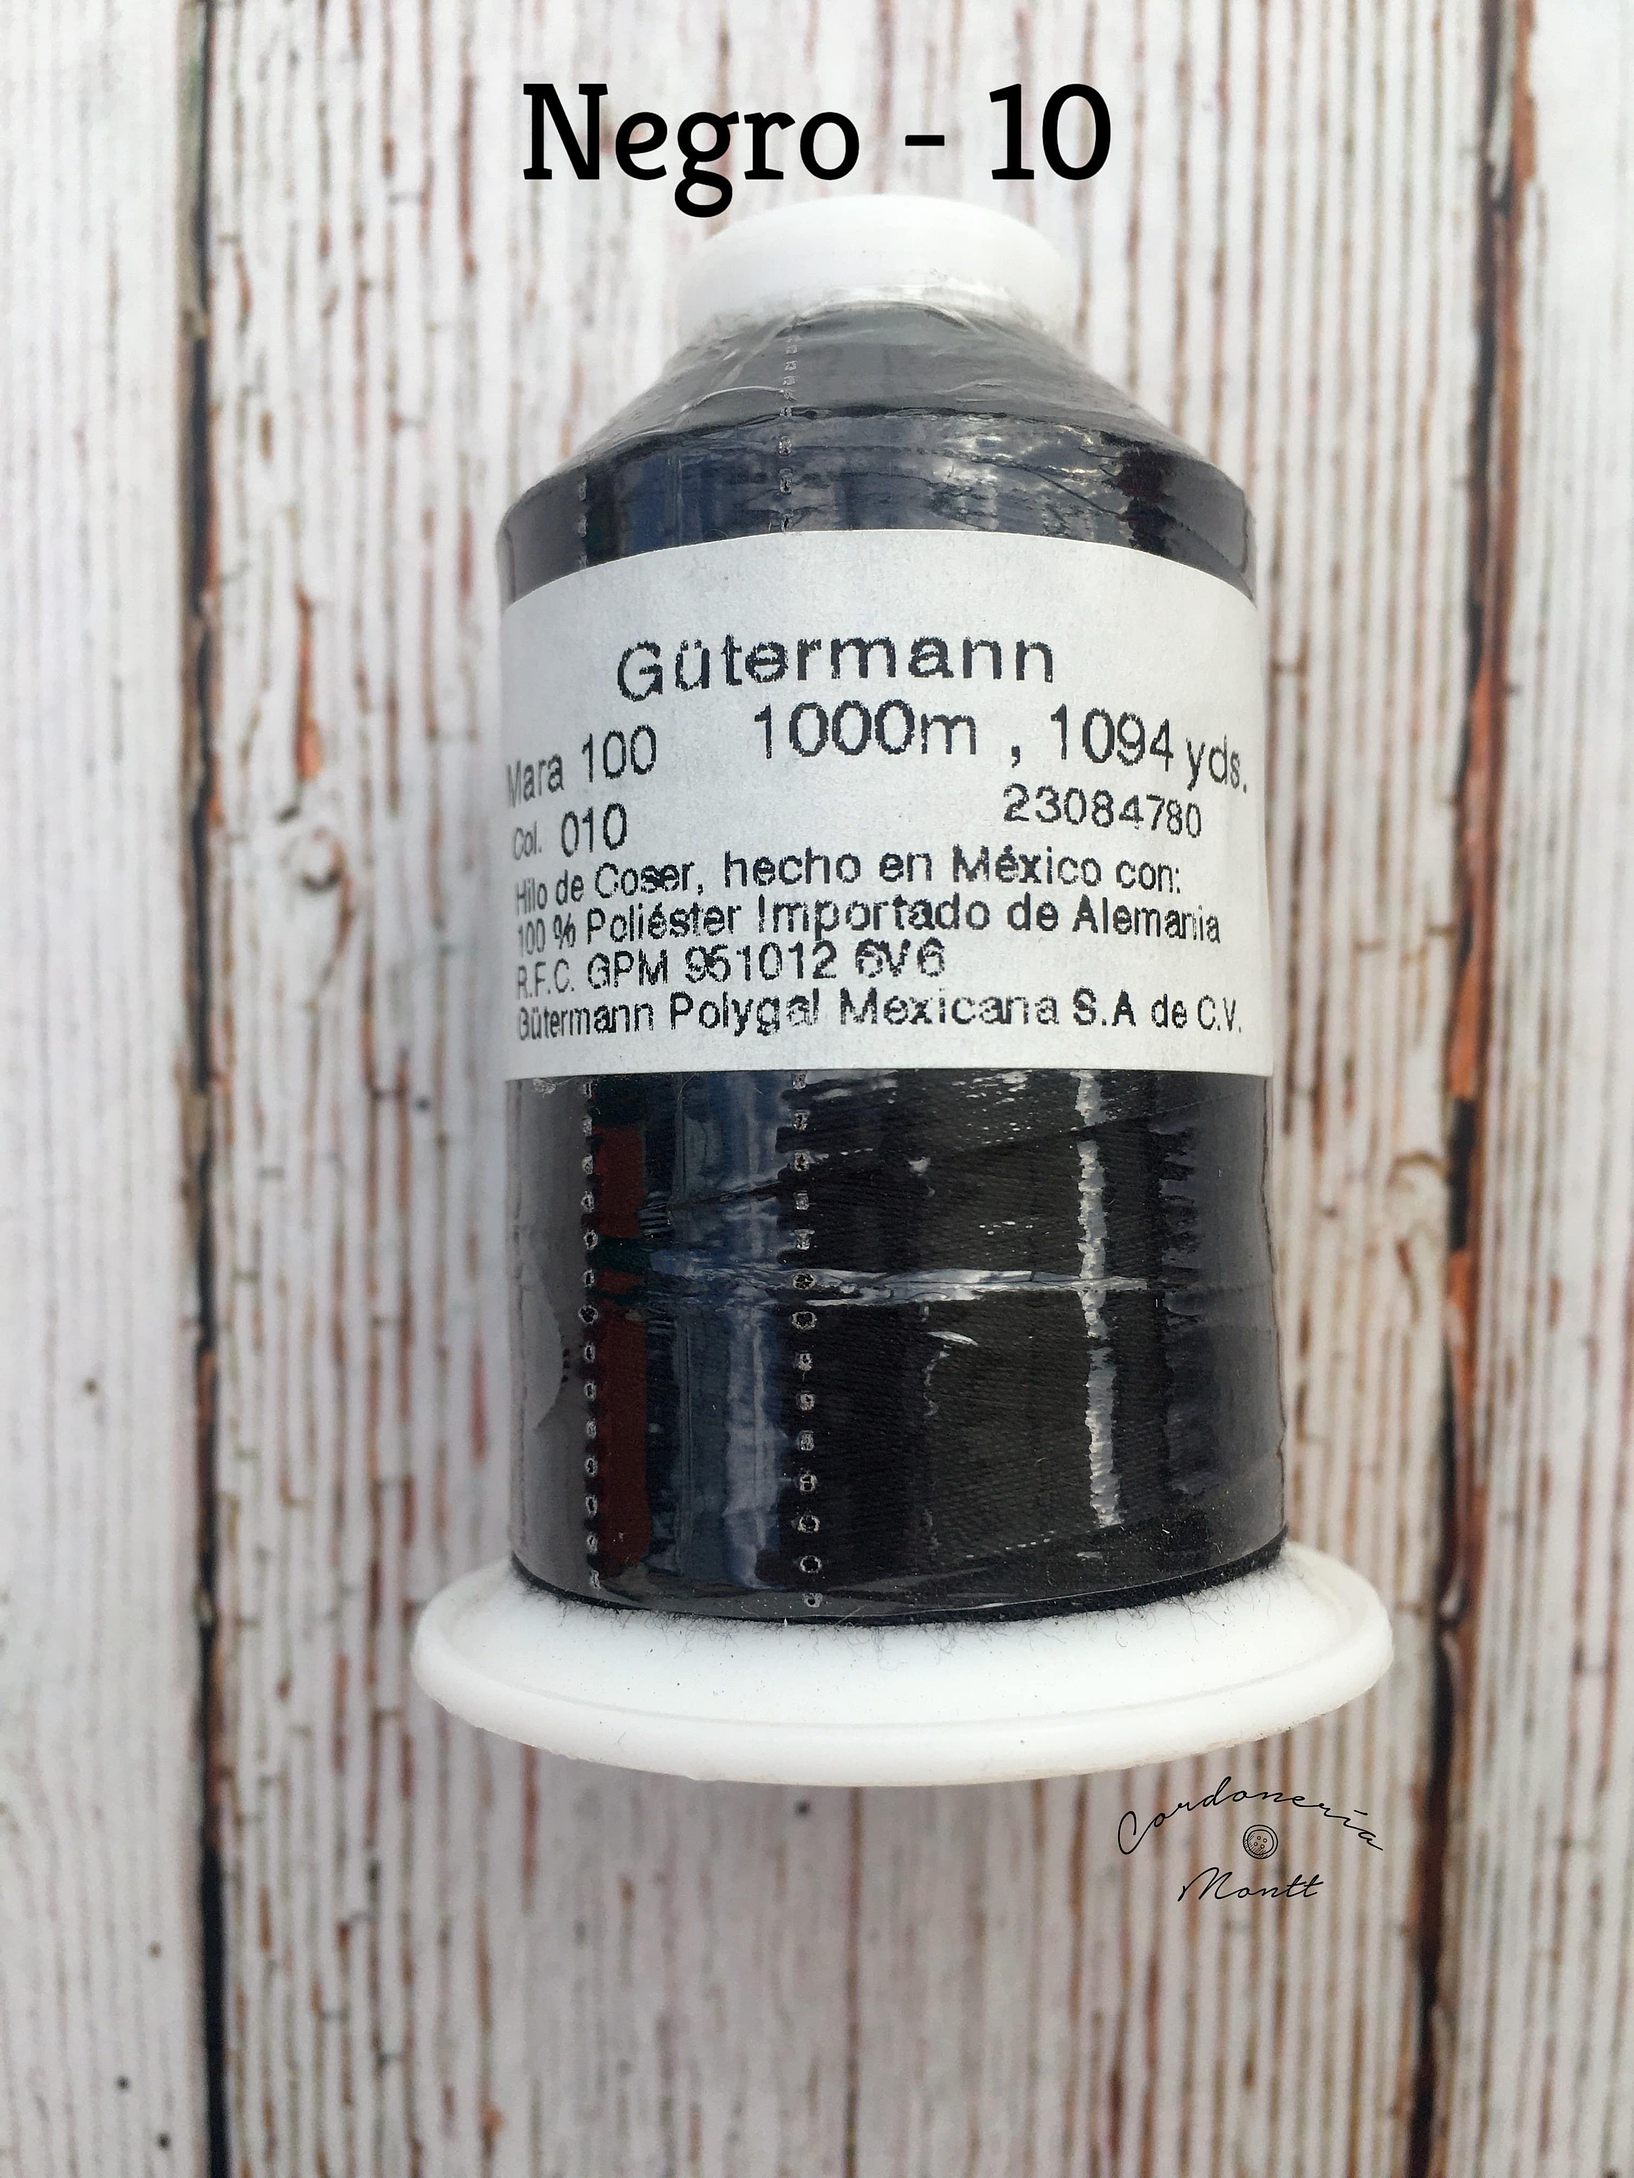 Negro - 10
Gütermann
Mara 100 1000m , 1094 yds.
Col. 010 23084780
Hilo de Coser, hecho en México con:
100 % Poliéster Importado de Alemania
R.F.C. GPM 951012 6V6
Gütermann Polygal Mexicana S.A de C.V.
Cordonería
Montt